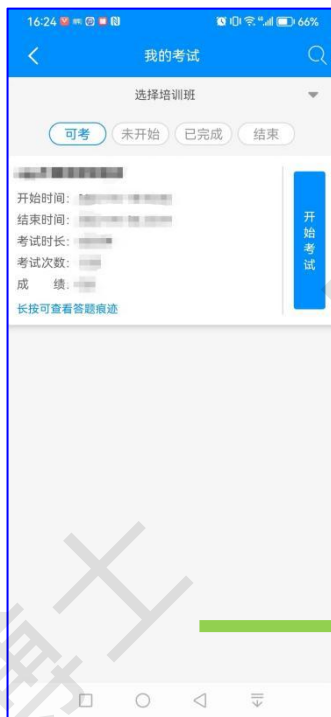 16:24 66%
我的考试
选择培训班
可考 未开始 已完成 结束
开始时间:
结束时间:
考试时长:
考试次数:
成 绩:
长按可查看答题痕迹
开始考试
博士